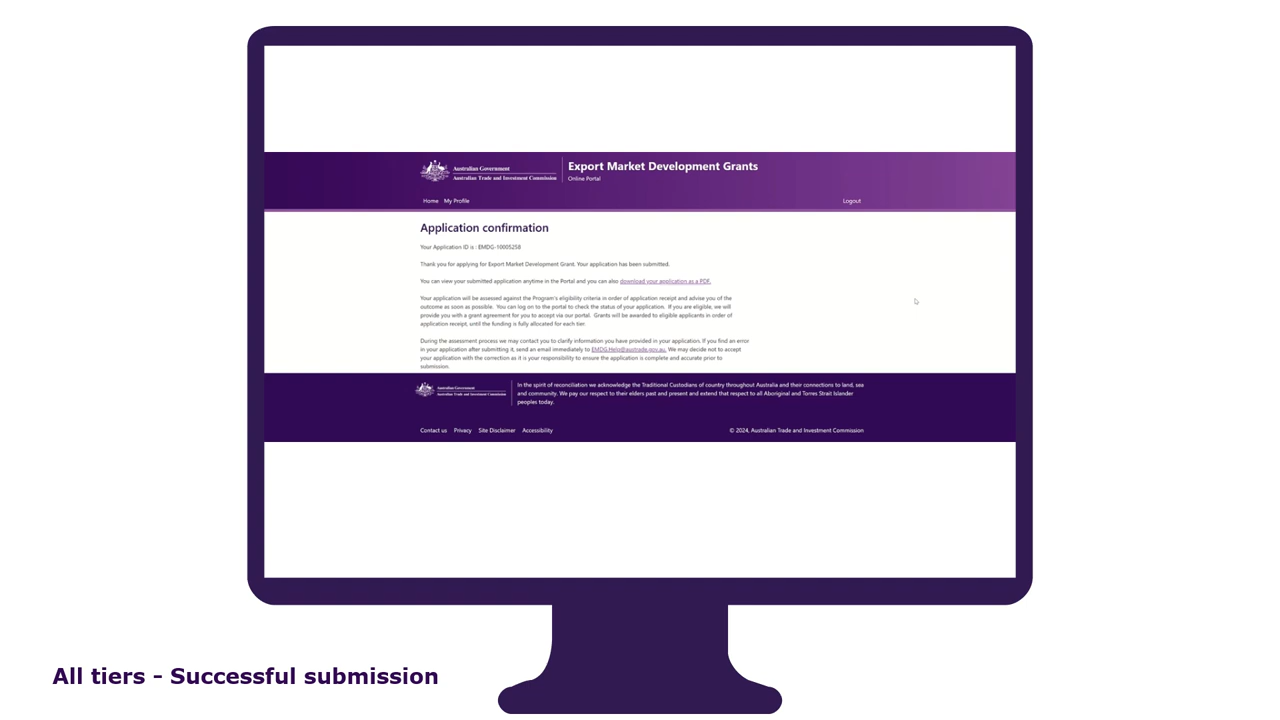 Australian Government
Australian Trade and Investment Commission
Export Market Development Grants
Online Portal
Home My Profile
Logout
Application confirmation
Your Application ID is : EMDG-10005258
Thank you for applying for Export Market Development Grant. Your application has been submitted.
You can view your submitted application anytime in the Portal and you can also download your application as a PDF.
Your application will be assessed against the Program's eligibility criteria in order of application receipt and advise you of the
outcome as soon as possible. You can log on to the portal to check the status of your application. If you are eligible, we will
provide you with a grant agreement for you to accept via our portal. Grants will be awarded to eligible applicants in order of
application receipt, until the funding is fully allocated for each tier.
During the assessment process we may contact you to clarify information you have provided in your application. If you find an error
in your application after submitting it, send an email immediately to EMDG.Help@austrade.gov.au. We may decide not to accept
your application with the correction as it is your responsibility to ensure the application is complete and accurate prior to
submission.
Australian Government
Australian Trade and Investment Commission
In the spirit of reconciliation we acknowledge the Traditional Custodians of country throughout Australia and their connections to land, sea
and community. We pay our respect to their elders past and present and extend that respect to all Aboriginal and Torres Strait Islander
peoples today.
Contact us Privacy Site Disclaimer Accessibility
© 2024, Australian Trade and Investment Commission
All tiers - Successful submission